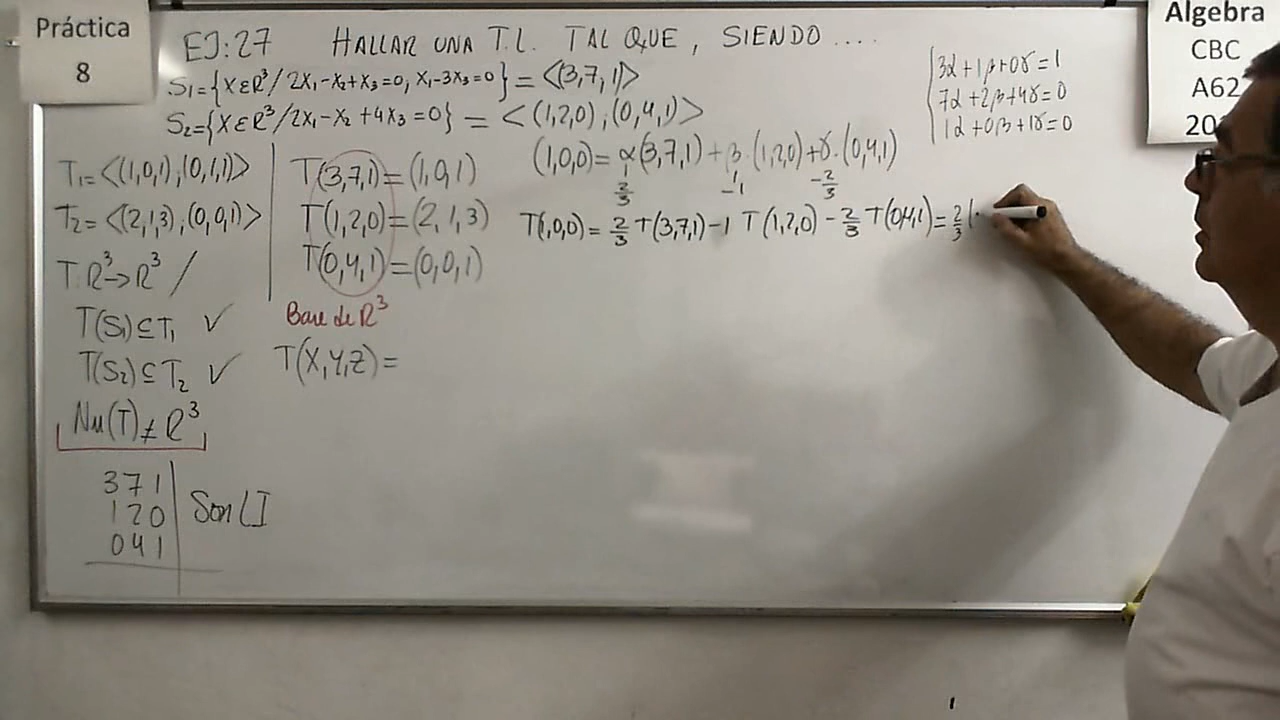 Práctica
8
EJ: 27 HALLAR UNA T.L. TAL QUE, SIENDO ....
S₁={X∈R³/ 2X₁-X₂+X₃=0, X₁-3X₃=0} = <(3,7,1)>
S₂={X∈R³/2X₁-X₂+4X₃=0} = <(1,2,0),(0,4,1)>
T₁=<(1,0,1),(0,1,1)>
T₂=<(2,1,3),(0,0,1)>
T:R³->R³ /
T(S₁)⊆T₁ ✓
T(S₂)⊆T₂ ✓
Nu(T)≠R³
3 7 1
1 2 0
0 4 1
Son LI
T(3,7,1)=(1,0,1)
T(1,2,0)=(2,1,3)
T(0,4,1)=(0,0,1)
Base de R³
T(X,Y,Z)=
(1,0,0)=α(3,7,1)+β.(1,2,0)+γ.(0,4,1)
2/3 -1 -2/3
T(1,0,0)= 2/3 T(3,7,1)-1 T(1,2,0)-2/3 T(0,4,1)=2/3(
3α+1β+0γ=1
7α+2β+4γ=0
1α+0β+1γ=0
Algebra
CBC
A62